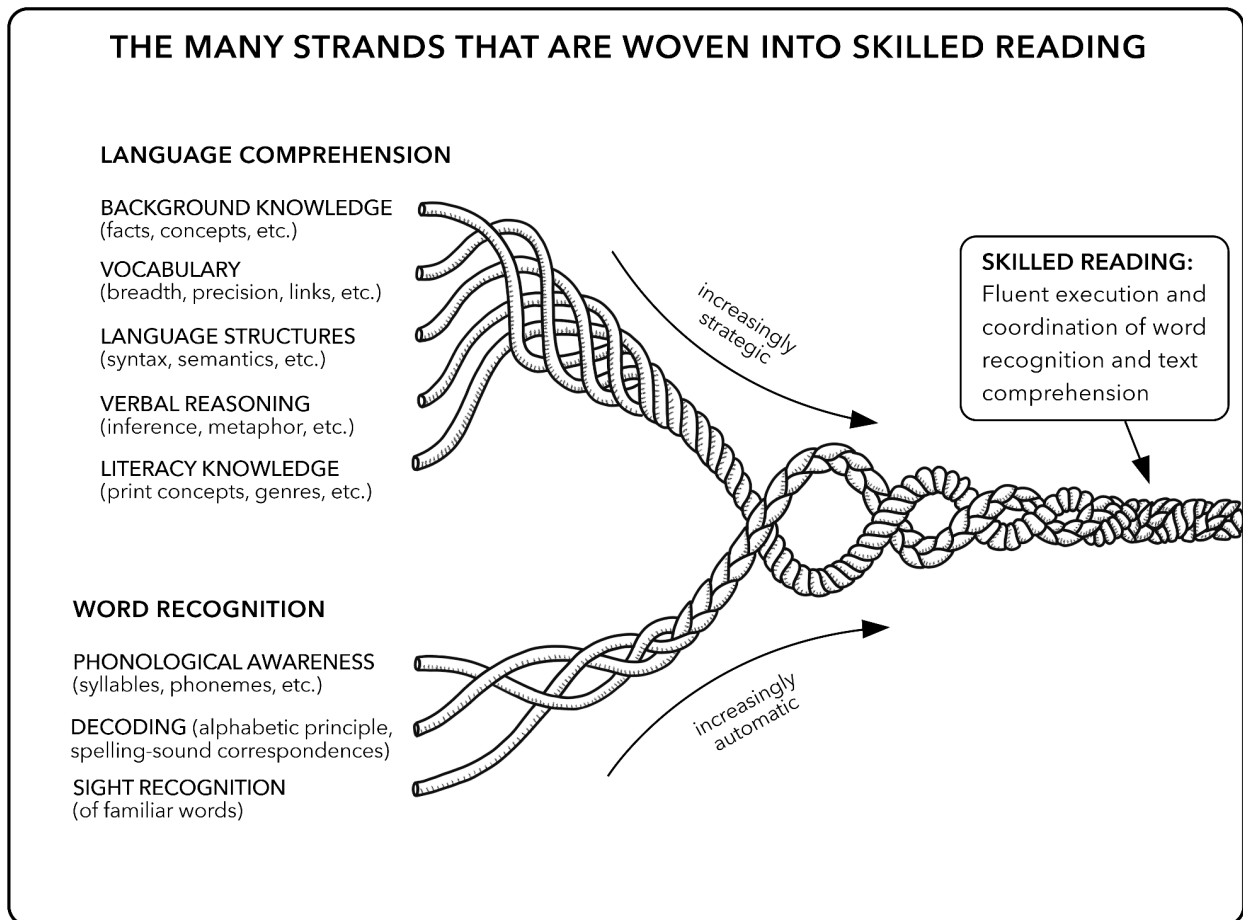 THE MANY STRANDS THAT ARE WOVEN INTO SKILLED READING
LANGUAGE COMPREHENSION
BACKGROUND KNOWLEDGE
(facts, concepts, etc.)
VOCABULARY
(breadth, precision, links, etc.)
LANGUAGE STRUCTURES
(syntax, semantics, etc.)
VERBAL REASONING
(inference, metaphor, etc.)
LITERACY KNOWLEDGE
(print concepts, genres, etc.)
increasingly
strategic
SKILLED READING:
Fluent execution and
coordination of word
recognition and text
comprehension
WORD RECOGNITION
PHONOLOGICAL AWARENESS
(syllables, phonemes, etc.)
DECODING (alphabetic principle,
spelling-sound correspondences)
SIGHT RECOGNITION
(of familiar words)
increasingly
automatic